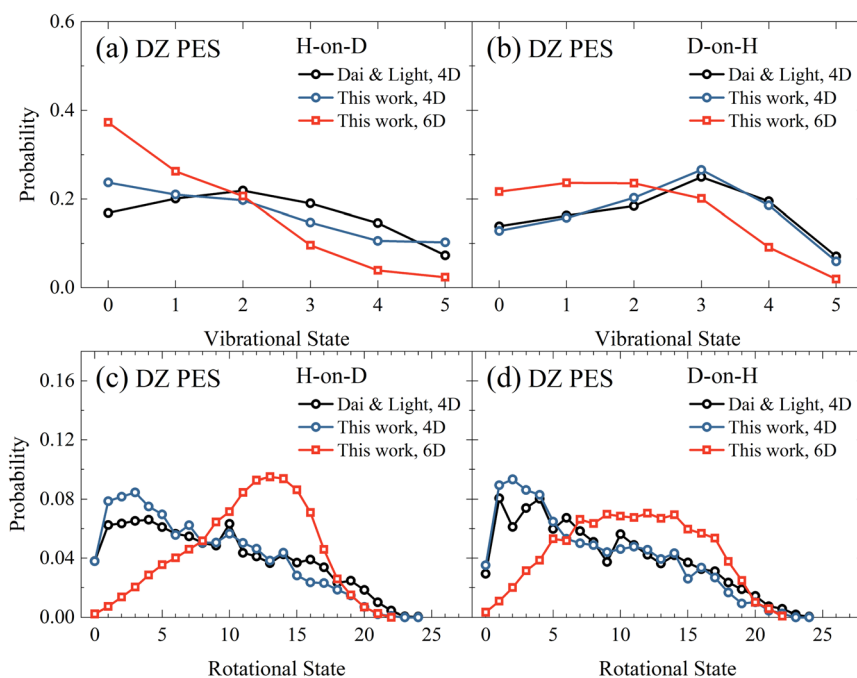 (a) DZ PES H-on-D
Dai & Light, 4D
This work, 4D
This work, 6D
0.6
0.4
0.2
0.0
Probability
0 1 2 3 4 5
Vibrational State
(b) DZ PES D-on-H
Dai & Light, 4D
This work, 4D
This work, 6D
0 1 2 3 4 5
Vibrational State
(c) DZ PES H-on-D
Dai & Light, 4D
This work, 4D
This work, 6D
0.16
0.12
0.08
0.04
0.00
Probability
0 5 10 15 20 25
Rotational State
(d) DZ PES D-on-H
Dai & Light, 4D
This work, 4D
This work, 6D
0 5 10 15 20 25
Rotational State